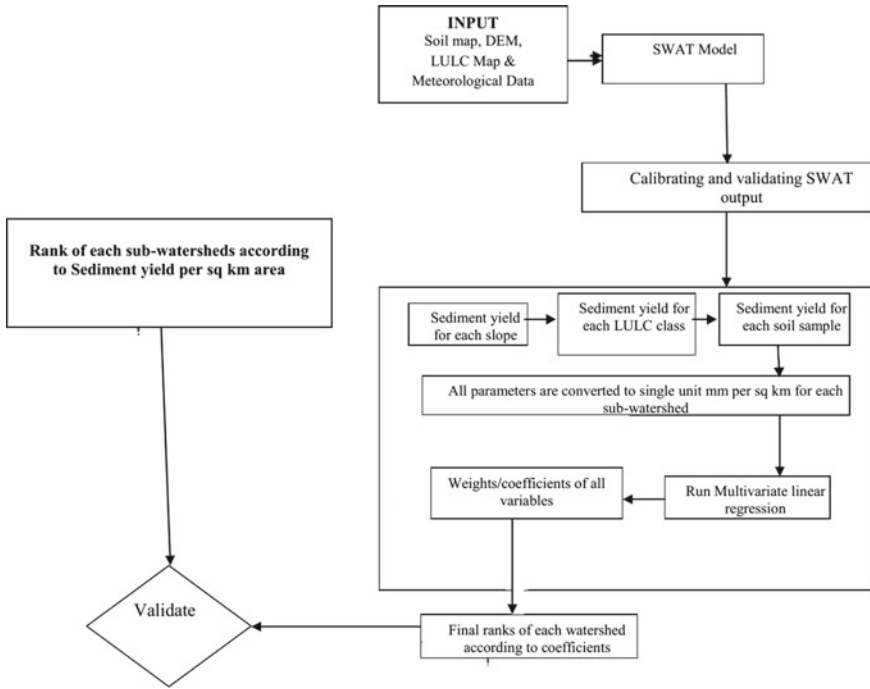 INPUT
Soil map, DEM,
LULC Map &
Meteorological Data
SWAT Model
Calibrating and validating SWAT
output
Rank of each sub-watersheds according
to Sediment yield per sq km area
Sediment yield
for each slope
Sediment yield for
each LULC class
Sediment yield for
each soil sample
All parameters are converted to single unit mm per sq km for each
sub-watershed
Weights/coefficients of all
variables
Run Multivariate linear
regression
Validate
Final ranks of each watershed
according to coefficients